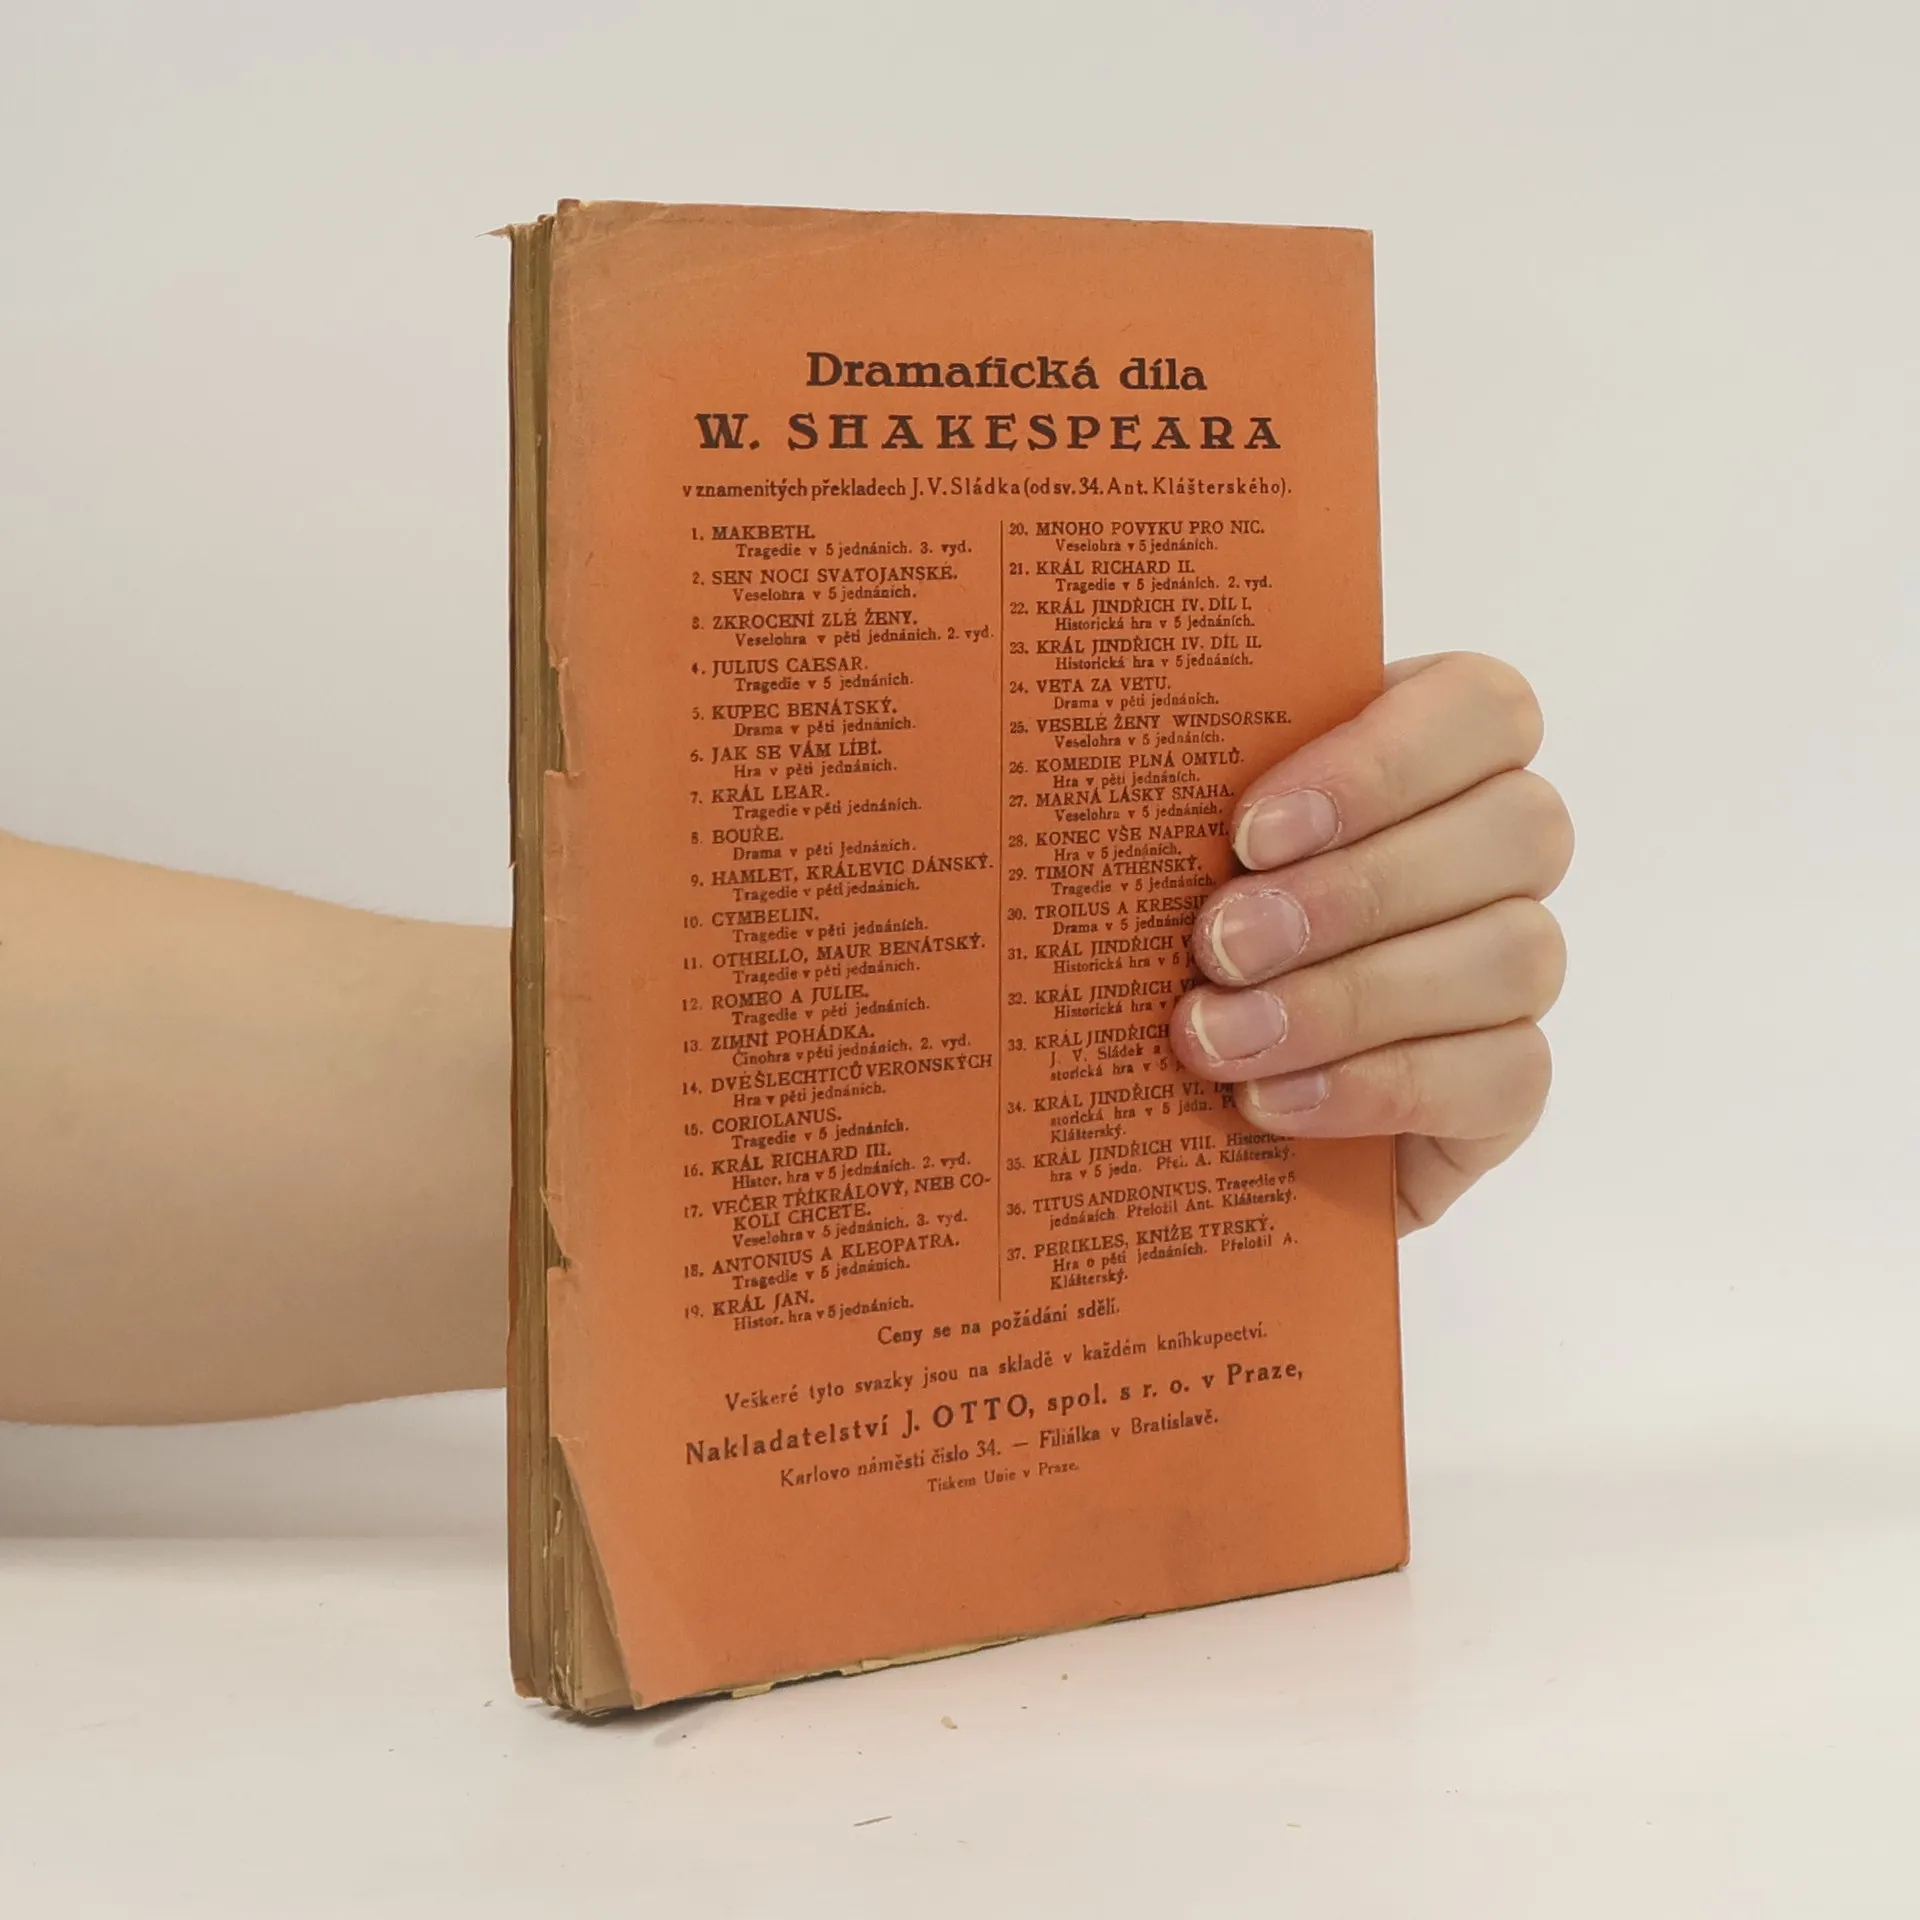 Dramatická díla
W. SHAKESPEARA
v znamenitých překladech J. V. Sládka (od sv. 34. Ant. Klášterského).
1. MAKBETH.
Tragedie v 5 jednáních. 3. vyd.
2. SEN NOCI SVATOJANSKÉ.
Veselohra v 5 jednáních.
3. ZKROCENÍ ZLÉ ŽENY.
Veselohra v pěti jednáních. 2. vyd.
4. JULIUS CAESAR.
Tragedie v 5 jednáních.
5. KUPEC BENÁTSKÝ.
Drama v pěti jednáních.
6. JAK SE VÁM LÍBÍ.
Hra v pěti jednáních.
7. KRÁL LEAR.
Tragedie v pěti jednáních.
8. BOUŘE.
Drama v pěti jednáních.
9. HAMLET, KRÁLEVIC DÁNSKÝ.
Tragedie v pěti jednáních.
10. CYMBELIN.
Tragedie v pěti jednáních.
11. OTHELLO, MAUR BENÁTSKÝ.
Tragedie v pěti jednáních.
12. ROMEO A JULIE.
Tragedie v pěti jednáních.
13. ZIMNÍ POHÁDKA.
Činohra v pěti jednáních. 2. vyd.
14. DVÉ ŠLECHTICŮ VERONSKÝCH
Hra v pěti jednáních.
15. CORIOLANUS.
Tragedie v 5 jednáních.
16. KRÁL RICHARD III.
Histor. hra v 5 jednáních. 2. vyd.
17. VEČER TŘÍKRÁLOVÝ, NEB CO-
KOLI CHCETE.
Veselohra v 5 jednáních. 3. vyd.
18. ANTONIUS A KLEOPATRA.
Tragedie v 5 jednáních.
19. KRÁL JAN.
Histor. hra v 5 jednáních.
20. MNOHO POVYKU PRO NIC.
Veselohra v 5 jednáních.
21. KRÁL RICHARD II.
Tragedie v 5 jednáních. 2. vyd.
22. KRÁL JINDŘICH IV. DÍL I.
Historická hra v 5 jednáních.
23. KRÁL JINDŘICH IV. DÍL II.
Historická hra v 5 jednáních.
24. VETA ZA VETU.
Drama v pěti jednáních.
25. VESELÉ ŽENY WINDSORSKÉ.
Veselohra v 5 jednáních.
26. KOMEDIE PLNÁ OMYLŮ.
Hra v pěti jednáních.
27. MARNÁ LÁSKY SNAHA.
Veselohra v 5 jednáních.
28. KONEC VŠE NAPRAVÍ.
Hra v 5 jednáních.
29. TIMON ATHÉNSKÝ.
Tragedie v 5 jednáních.
30. TROILUS A
Drama v 5
31. KRÁL JINDŘICH
Historická hra v 5
32. KRÁL JINDŘICH
Historická hra v
33. KRÁL JINDŘICH
J. V. Sládek a
storická hra v 5
34. KRÁL JINDŘICH VI.
storická hra v 5 jedn.
Klášterský.
35. KRÁL JINDŘICH VIII. Historická
hra v 5 jedn. Přel. A. Klášterský.
36. TITUS ANDRONIKUS. Tragedie v 5
jednáních. Přeložil Ant. Klášterský.
37. PERIKLES, KNÍŽE TYRSKÝ.
Hra o pěti jednáních. Přeložil A.
Klášterský.
Ceny se na požádání sdělí.
Veškeré tyto svazky jsou na skladě v každém knihkupectví.
Nakladatelství J. OTTO, spol. s r. o. v Praze,
Karlovo náměstí číslo 34. — Filiálka v Bratislavě.
Tiskem Unie v Praze.